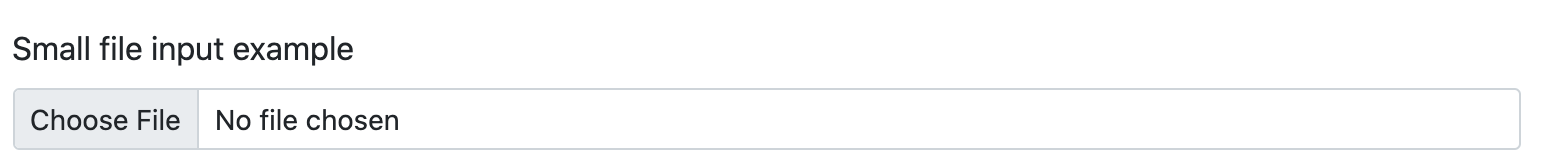 Small file input example
Choose File No file chosen